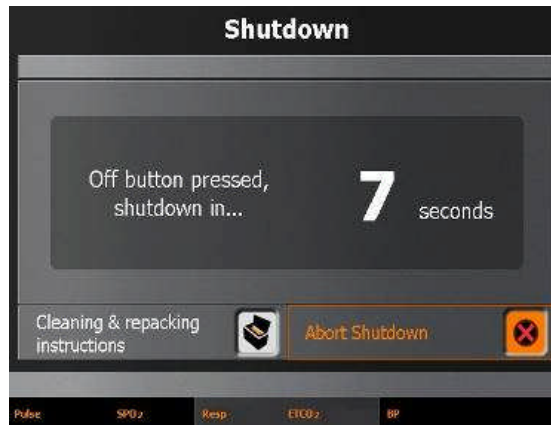 Shutdown
Off button pressed,
shutdown in...
7 seconds
Cleaning & repacking
instructions
Abort Shutdown
Pulse SPO2 Resp ETCO2 BP